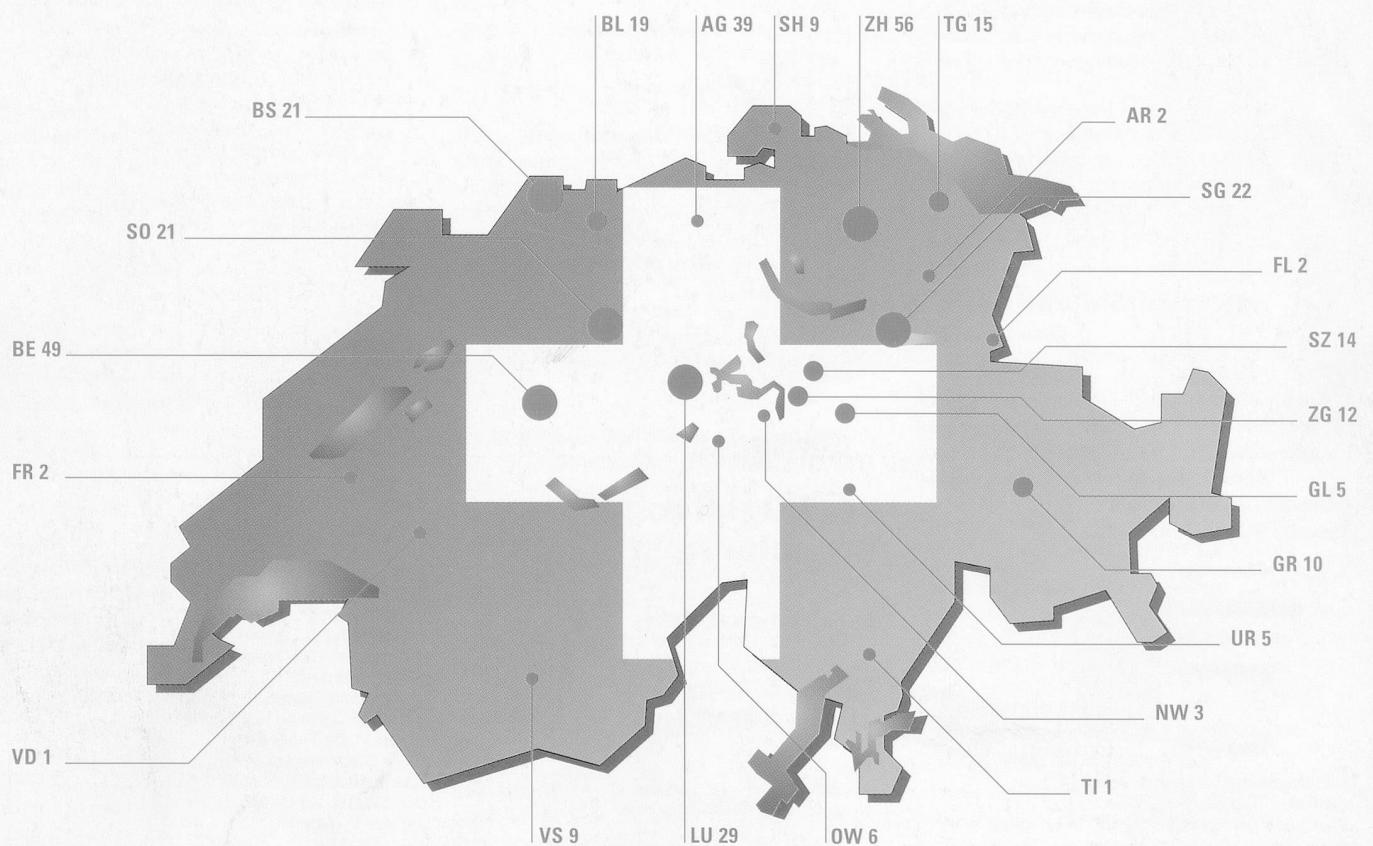 BL 19
AG 39
SH 9
ZH 56
TG 15
BS 21
AR 2
SG 22
SO 21
FL 2
SZ 14
BE 49
ZG 12
FR 2
GL 5
GR 10
UR 5
NW 3
VD 1
TI 1
VS 9
LU 29
OW 6